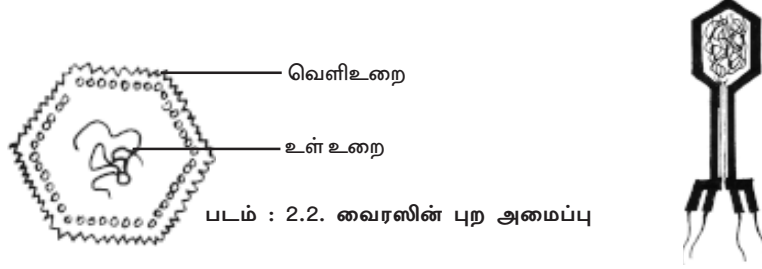 வெளிஉறை
உள் உறை
படம் : 2.2. வைரஸின் புற அமைப்பு